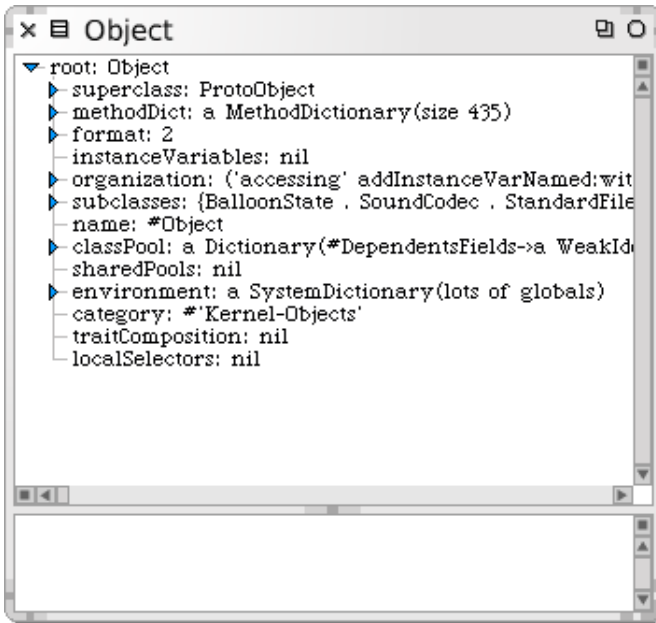 Object
root: Object
superclass: ProtoObject
methodDict: a MethodDictionary(size 435)
format: 2
instanceVariables: nil
organization: ('accessing' addInstanceVarNamed:wit
subclasses: {BalloonState . SoundCodec . StandardFile
name: #Object
classPool: a Dictionary(#DependentsFields->a WeakId
sharedPools: nil
environment: a SystemDictionary(lots of globals)
category: #'Kernel-Objects'
traitComposition: nil
localSelectors: nil